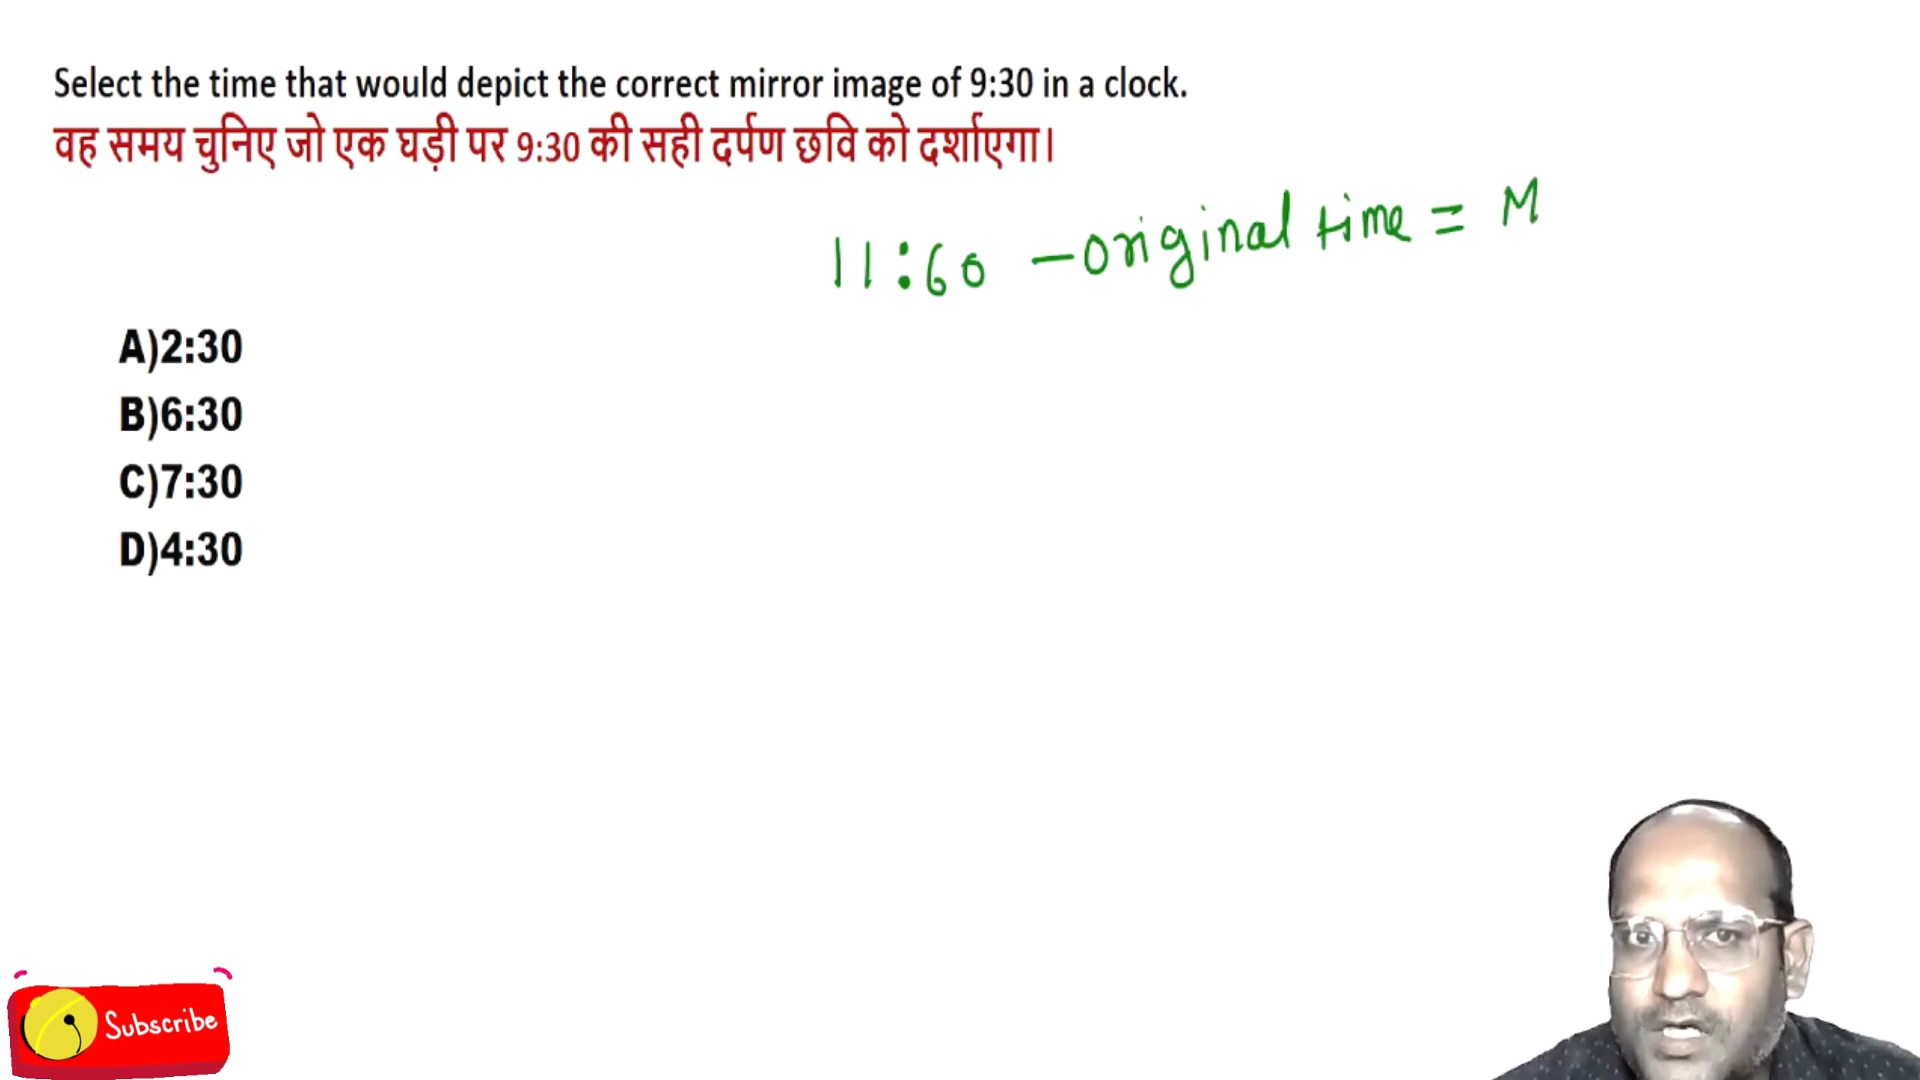 Select the time that would depict the correct mirror image of 9:30 in a clock.
वह समय चुनिए जो एक घड़ी पर 9:30 की सही दर्पण छवि को दर्शाएगा।
11:60 - original time = M
A)2:30
B)6:30
C)7:30
D)4:30
Subscribe